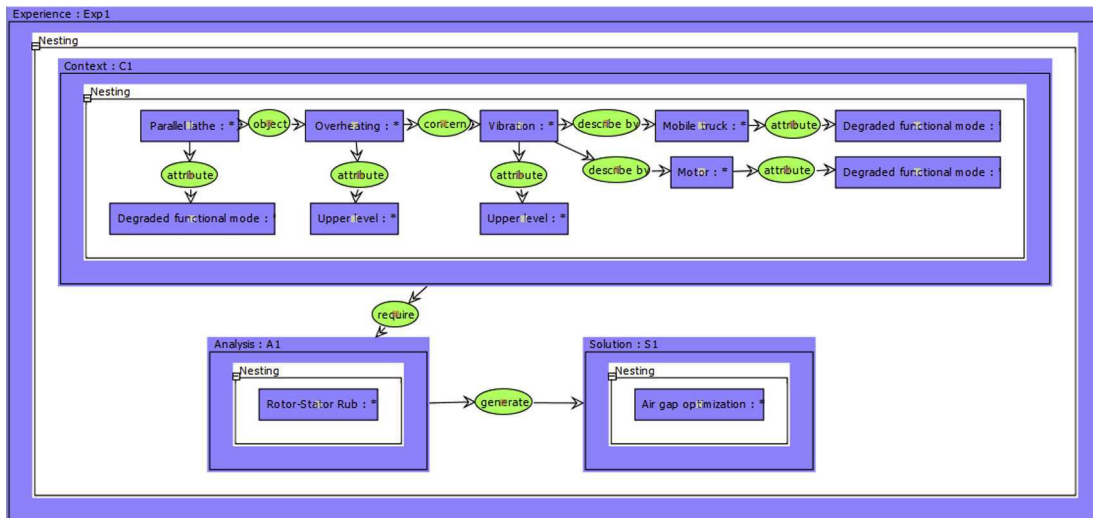 Experience : Exp1
Nesting
Context : C1
Nesting
Parallel lathe : *
object
Overheating : *
concern
Vibration : *
describe by
Mobile truck : *
attribute
Degraded functional mode : *
attribute
attribute
attribute
describe by
Motor : *
attribute
Degraded functional mode : *
Degraded functional mode : *
Upper level : *
Upper level : *
require
Analysis : A1
Nesting
Rotor-Stator Rub : *
generate
Solution : S1
Nesting
Air gap optimization : *